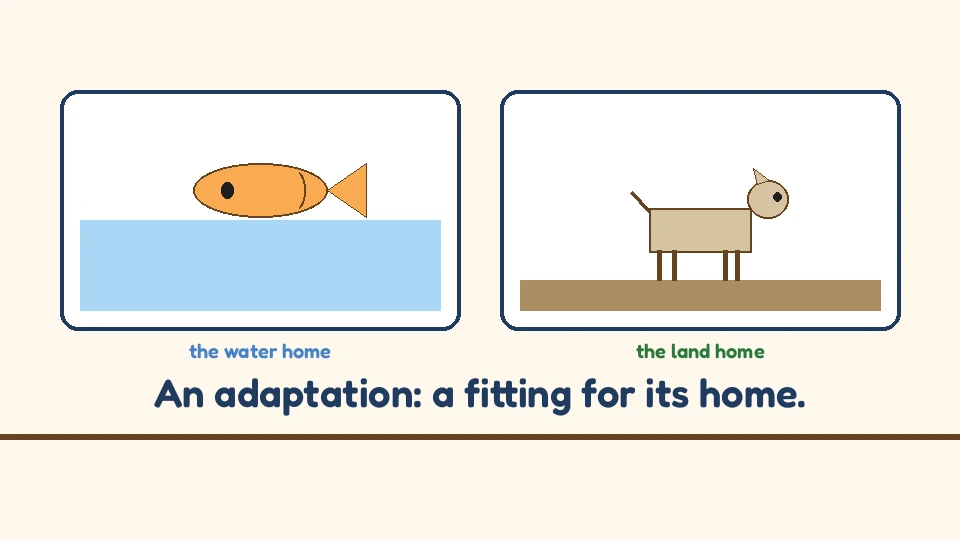 the water home
the land home
An adaptation: a fitting for its home.